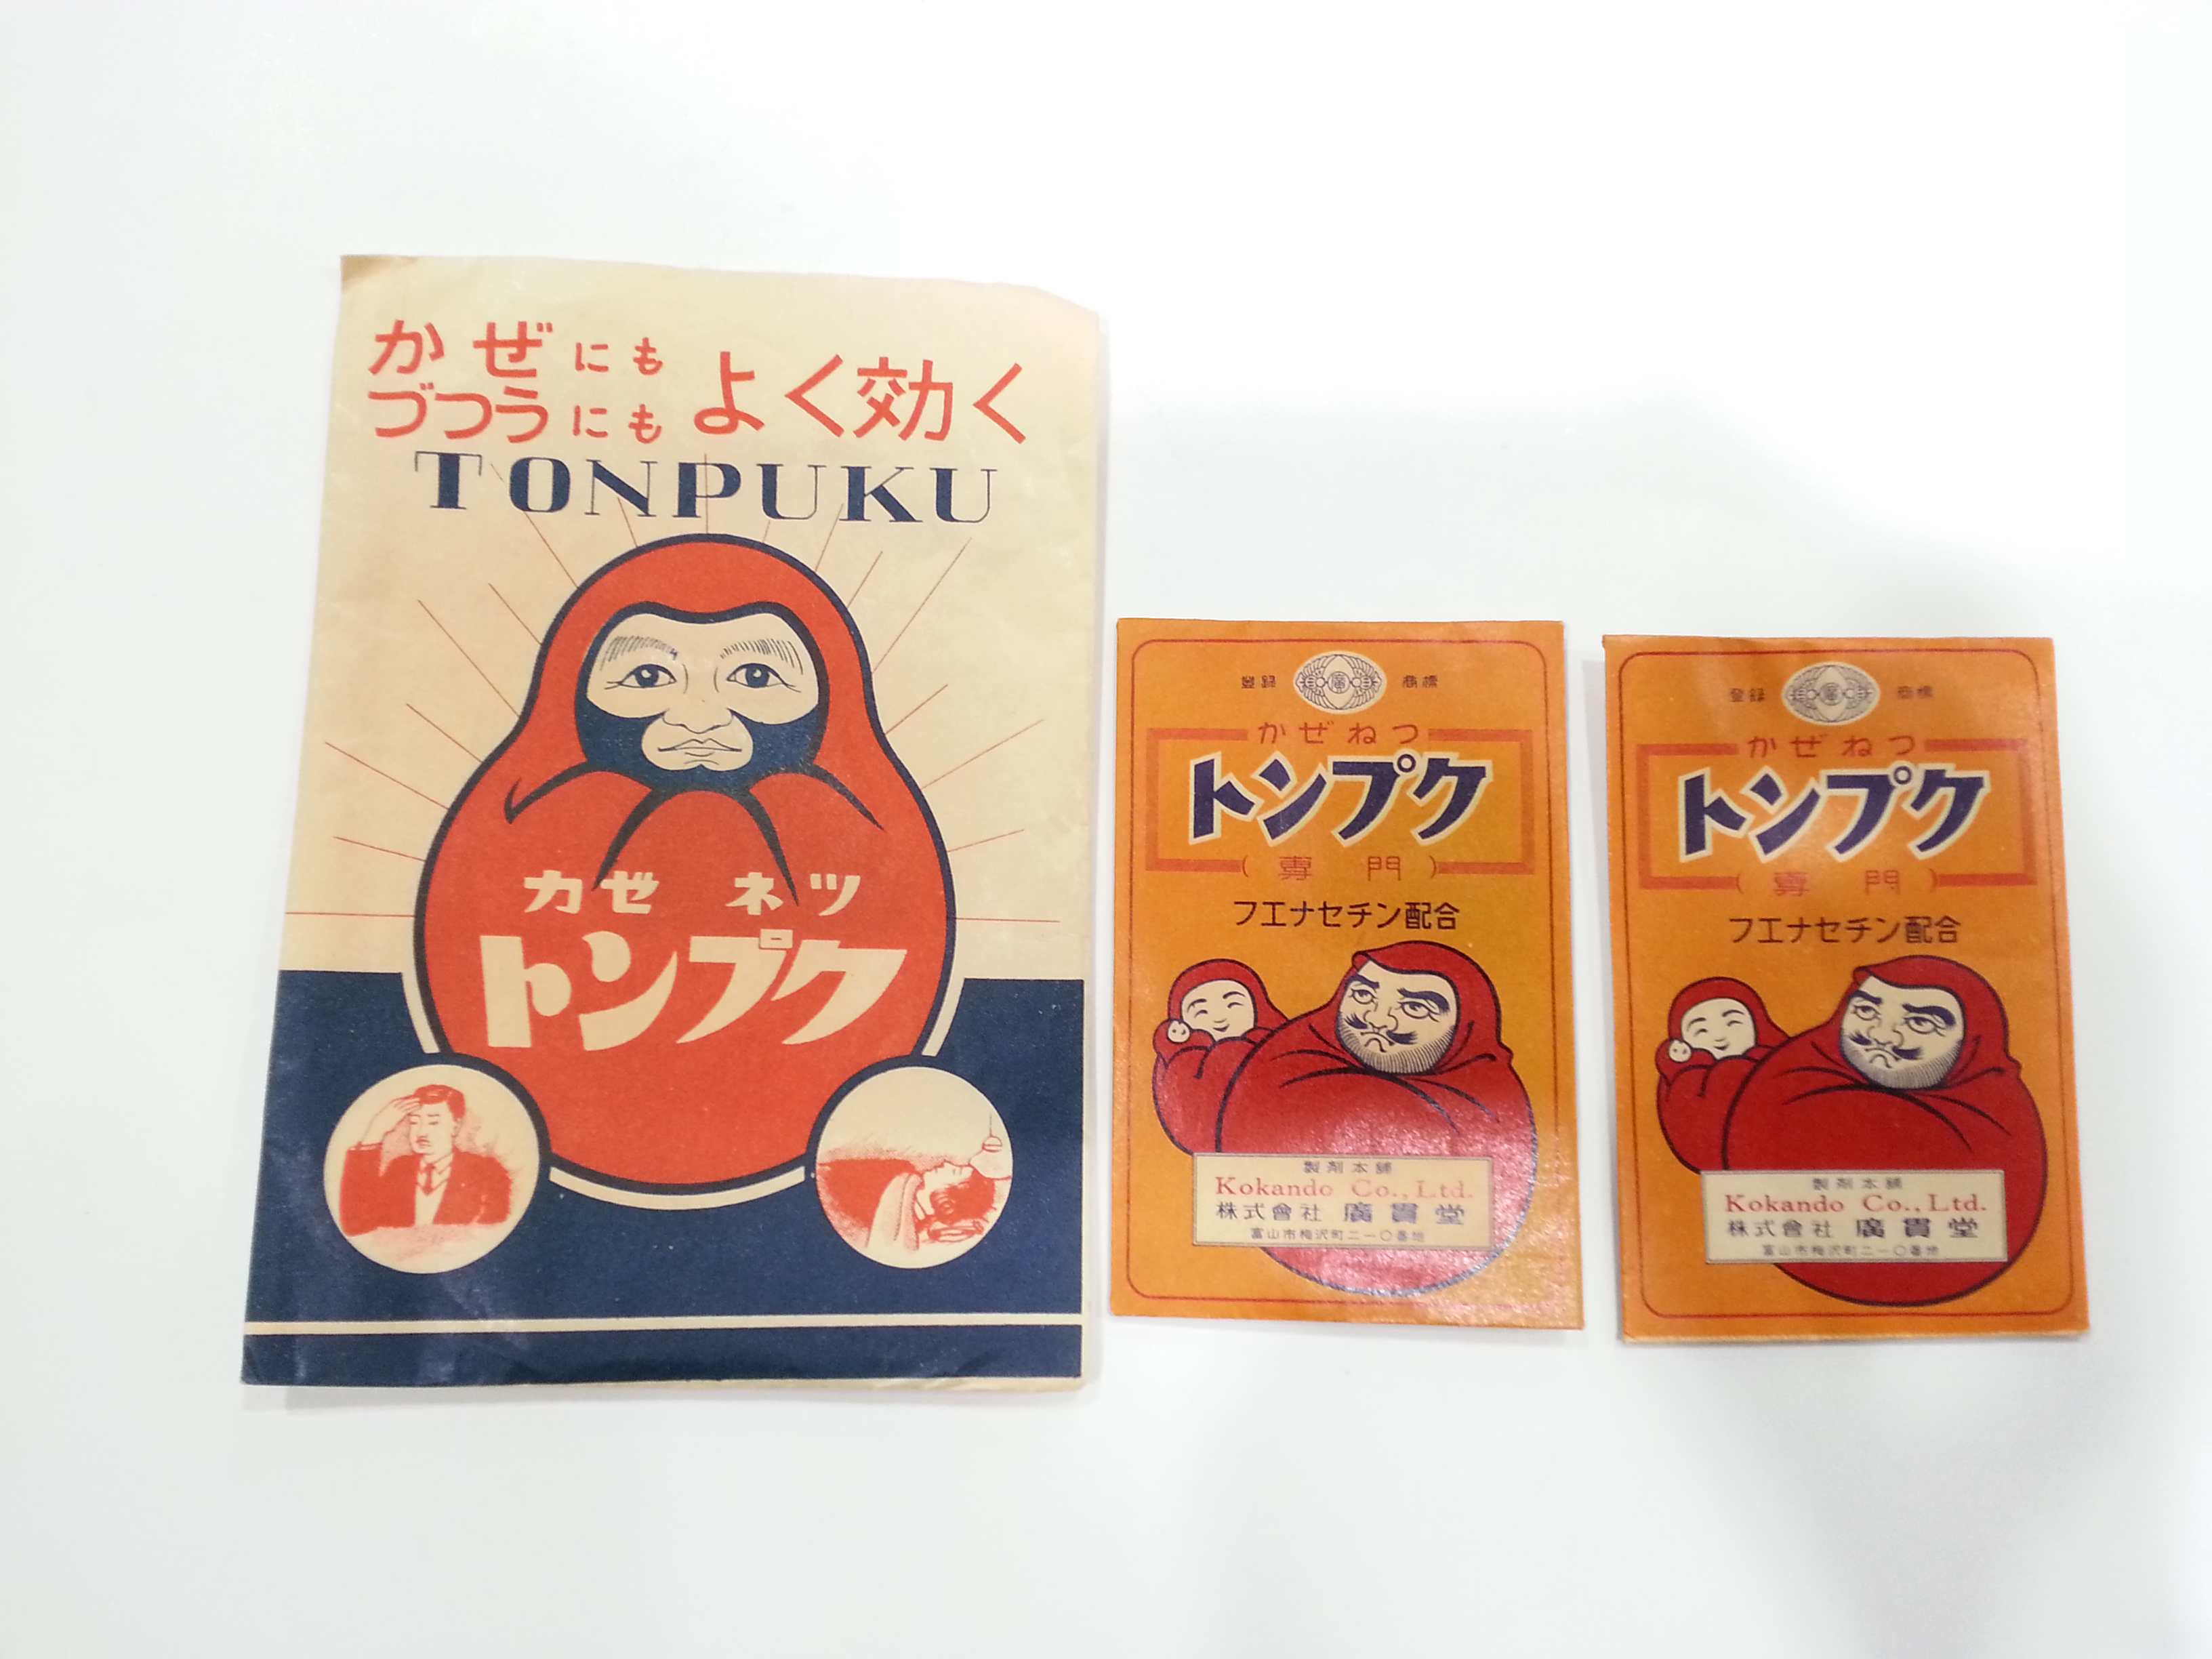 かぜにも
づつうにも
よく効く
TONPUKU
カゼ ネツ
トンプク
登録 廣 商標
かぜねつ
トンプク
(専門)
フエナセチン配合
製剤本舗
Kokando Co., Ltd.
株式會社 廣貫堂
富山市梅沢町二一〇番地
登録 廣 商標
かぜねつ
トンプク
(専門)
フエナセチン配合
製剤本舗
Kokando Co., Ltd.
株式會社 廣貫堂
富山市梅沢町二一〇番地